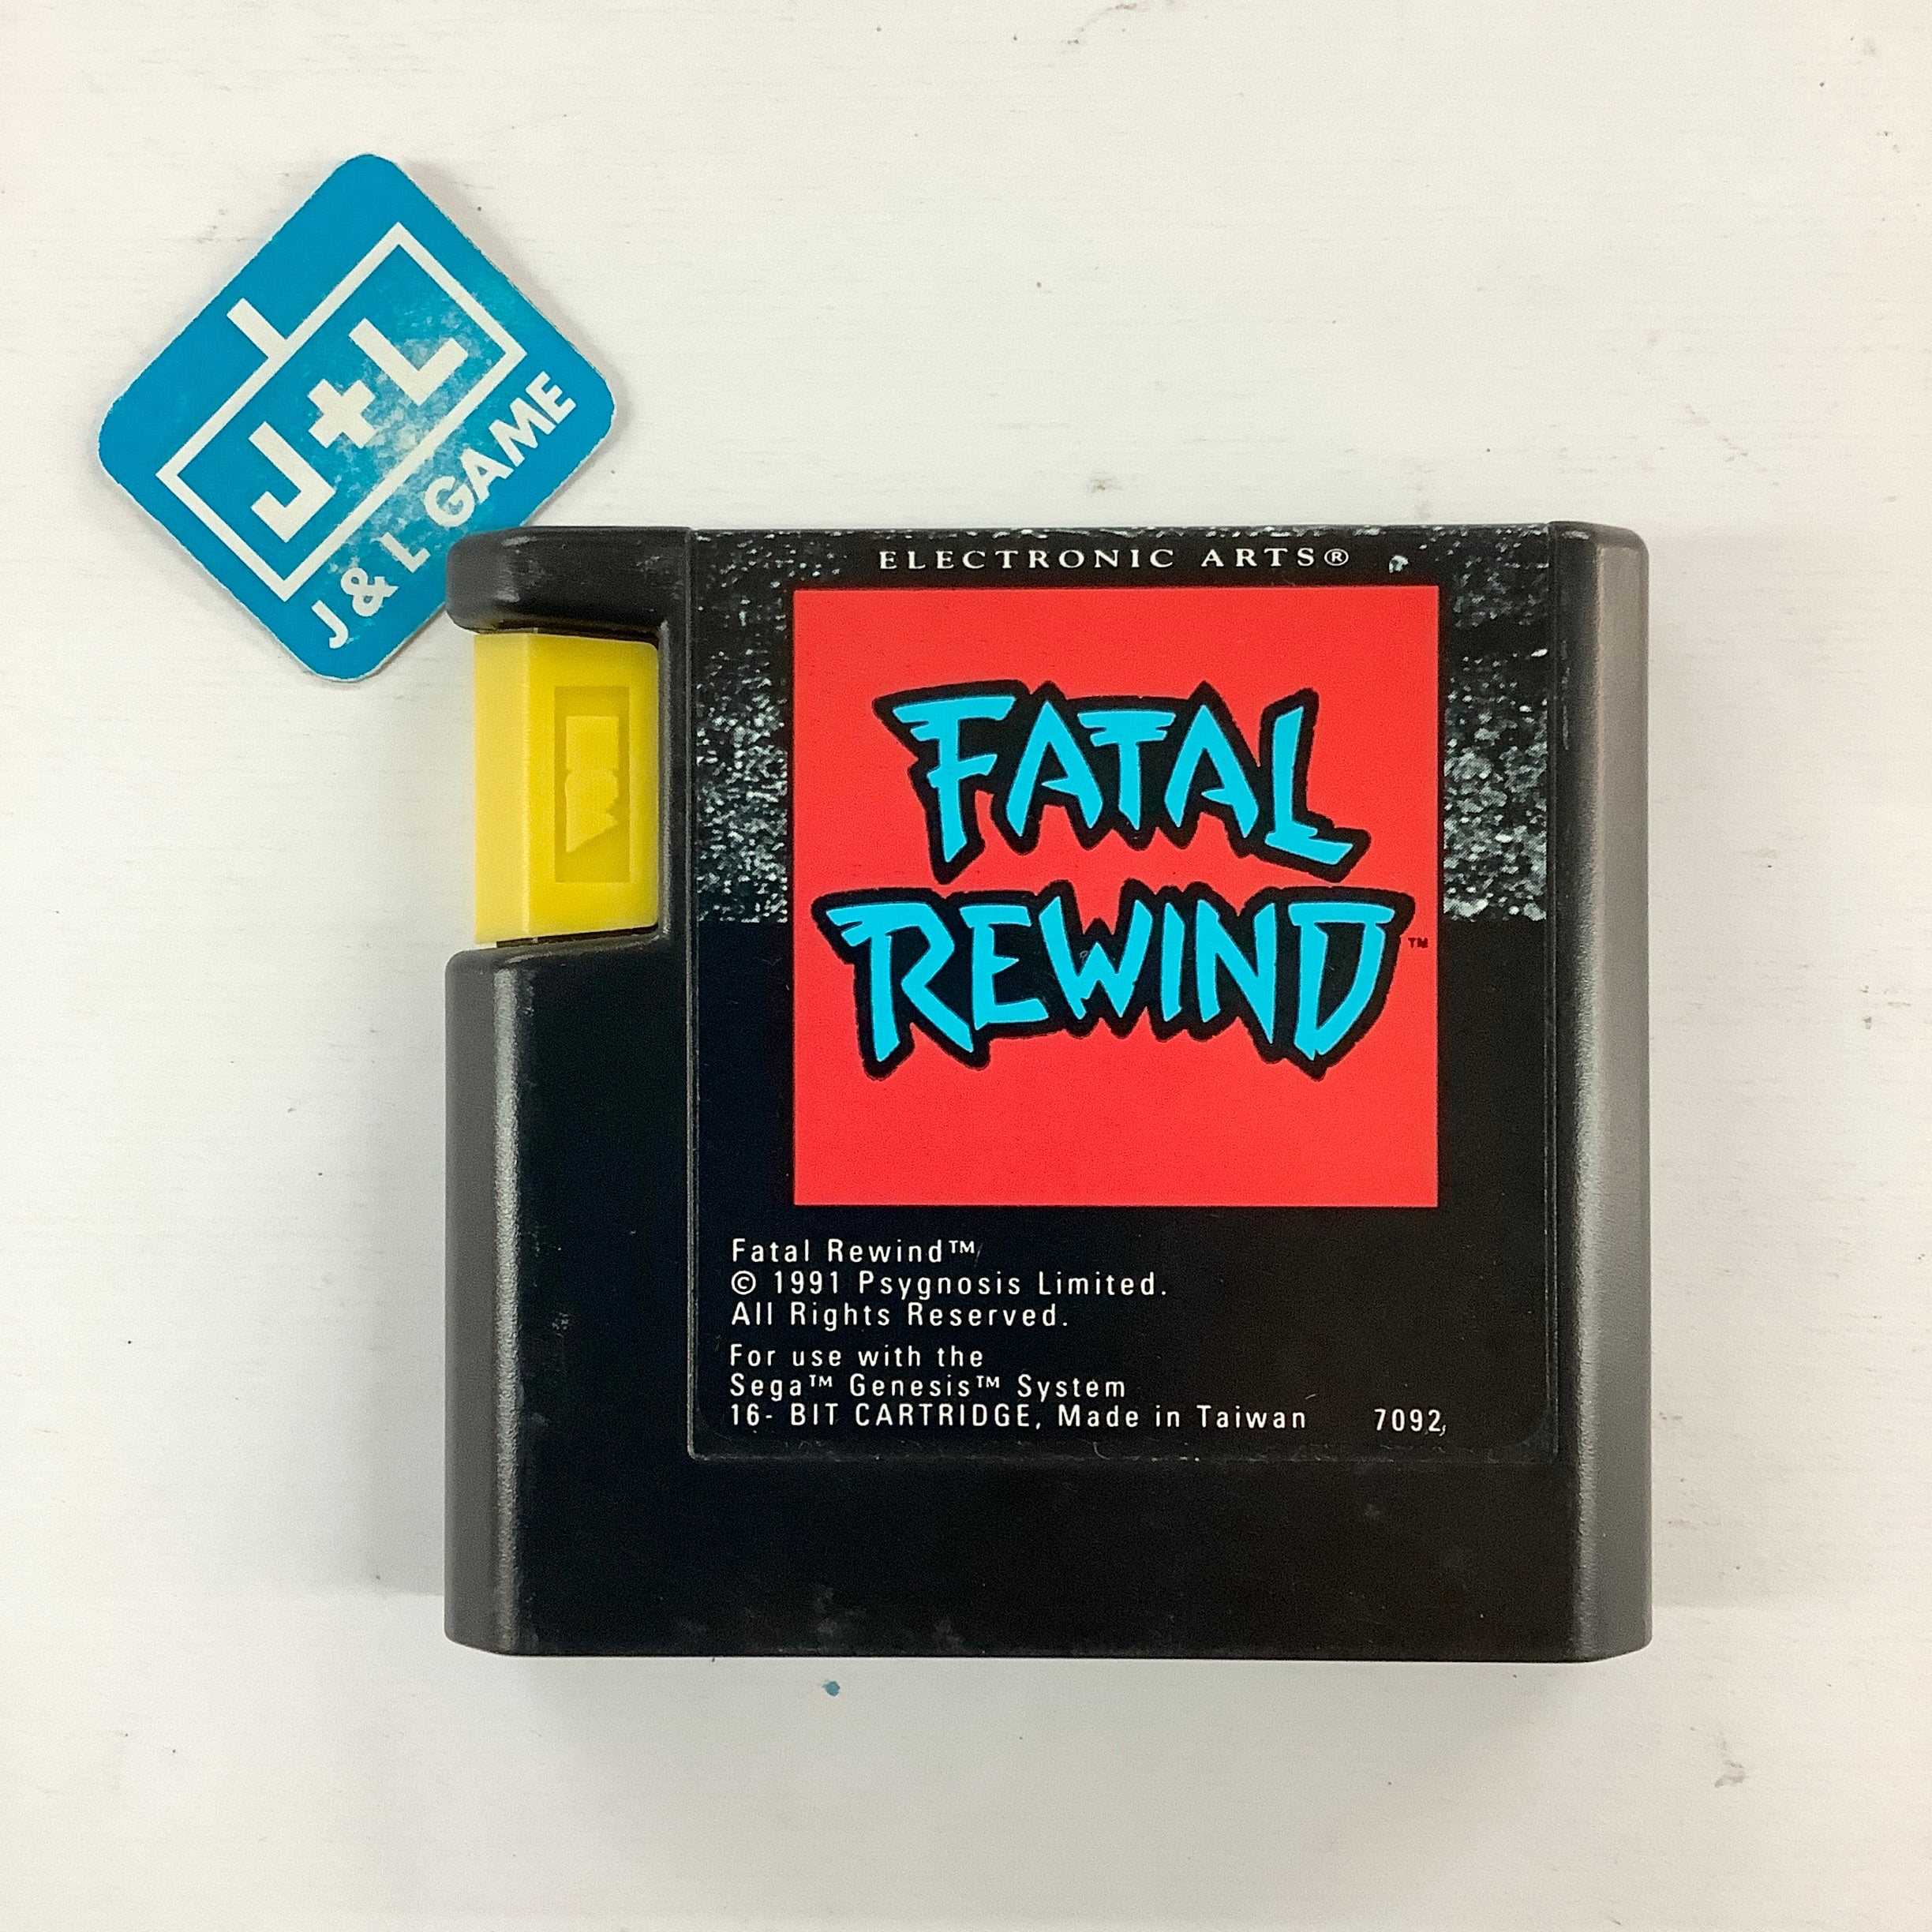 J+L
J & L GAME
ELECTRONIC ARTS®
FATAL
REWIND™
Fatal Rewind™
© 1991 Psygnosis Limited.
All Rights Reserved.
For use with the
Sega™ Genesis™ System
16- BIT CARTRIDGE, Made in Taiwan 7092